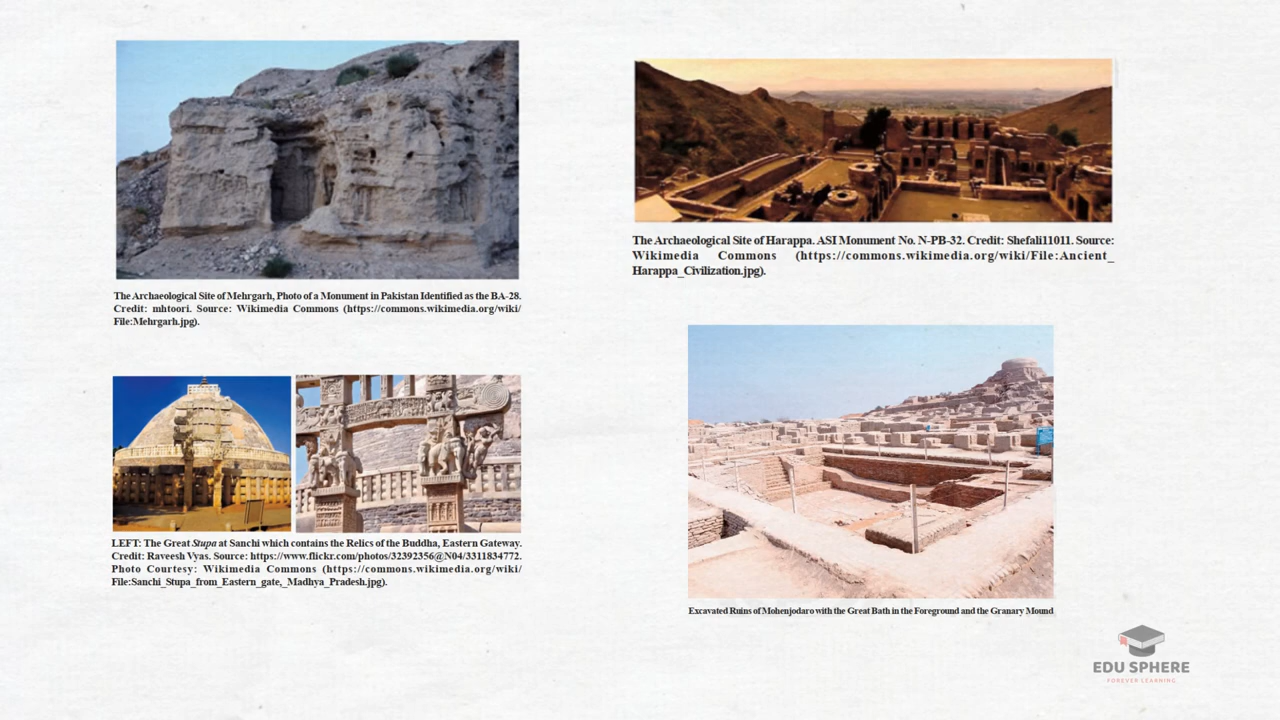 The Archaeological Site of Mehrgarh, Photo of a Monument in Pakistan Identified as the BA-28.
Credit: mhtoori. Source: Wikimedia Commons (https://commons.wikimedia.org/wiki/
File:Mehrgarh.jpg).
The Archaeological Site of Harappa. ASI Monument No. N-PB-32. Credit: Shefali11011. Source:
Wikimedia Commons (https://commons.wikimedia.org/wiki/File:Ancient_
Harappa_Civilization.jpg).
LEFT: The Great Stupa at Sanchi which contains the Relics of the Buddha, Eastern Gateway.
Credit: Raveesh Vyas. Source: https://www.flickr.com/photos/32392356@N04/3311834772.
Photo Courtesy: Wikimedia Commons (https://commons.wikimedia.org/wiki/
File:Sanchi_Stupa_from_Eastern_gate,_Madhya_Pradesh.jpg).
Excavated Ruins of Mohenjodaro with the Great Bath in the Foreground and the Granary Mound
EDU SPHERE
FOREVER LEARNING